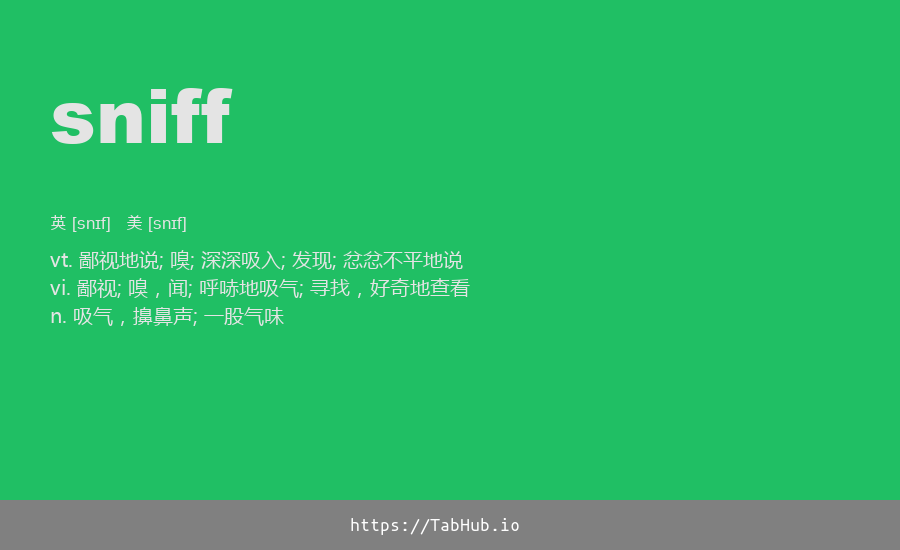 sniff
英 [snɪf] 美 [snɪf]
vt. 鄙视地说; 嗅; 深深吸入; 发现; 忿忿不平地说
vi. 鄙视; 嗅，闻; 呼哧地吸气; 寻找，好奇地查看
n. 吸气，擤鼻声; 一股气味
https://TabHub.io